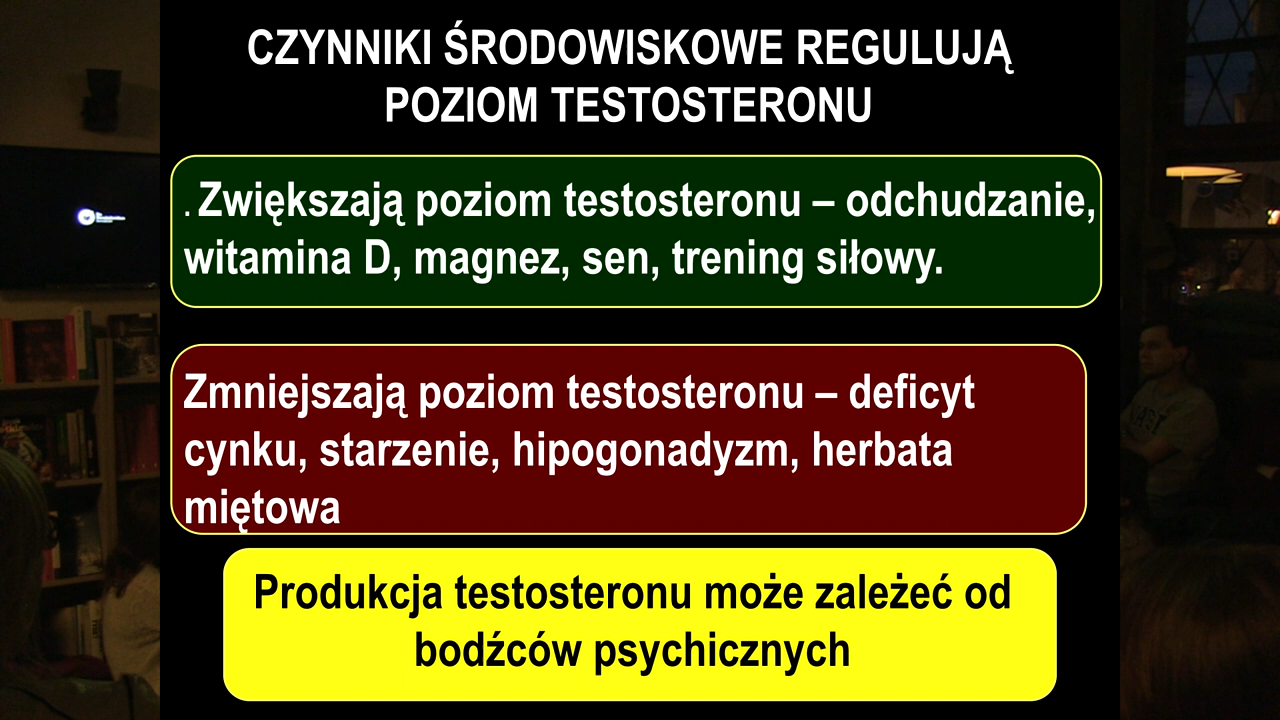 CZYNNIKI ŚRODOWISKOWE REGULUJĄ
POZIOM TESTOSTERONU
. Zwiększają poziom testosteronu – odchudzanie,
witamina D, magnez, sen, trening siłowy.
Zmniejszają poziom testosteronu – deficyt
cynku, starzenie, hipogonadyzm, herbata
miętowa
Produkcja testosteronu może zależeć od
bodźców psychicznych